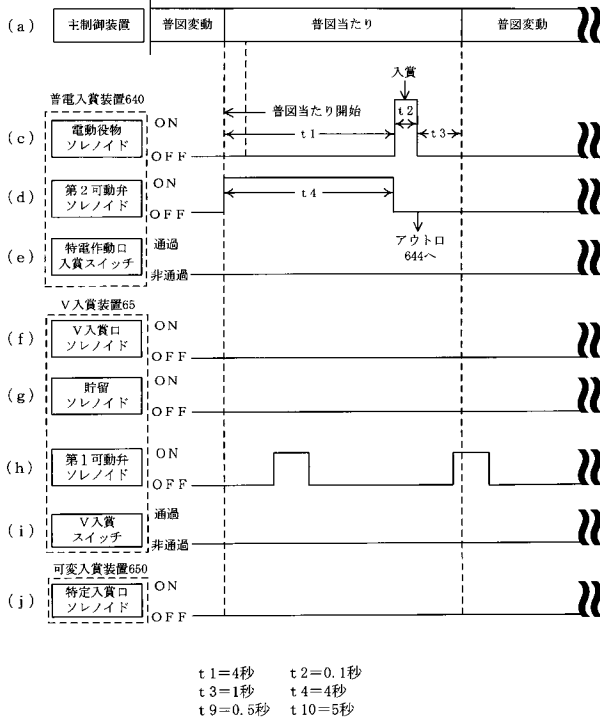 (a) 主制御装置 普図変動 普図当たり 普図変動
普電入賞装置640
入賞
普図当たり開始
(c) 電動役物 ソレノイド ON OFF t1 t2 t3
(d) 第2可動弁 ソレノイド ON OFF t4
アウトロ
644へ
(e) 特電作動口 入賞スイッチ 通過 非通過
V入賞装置65
(f) V入賞口 ソレノイド ON OFF
(g) 貯留 ソレノイド ON OFF
(h) 第1可動弁 ソレノイド ON OFF
(i) V入賞 スイッチ 通過 非通過
可変入賞装置650
(j) 特定入賞口 ソレノイド ON OFF
t1=4秒 t2=0.1秒
t3=1秒 t4=4秒
t9=0.5秒 t10=5秒